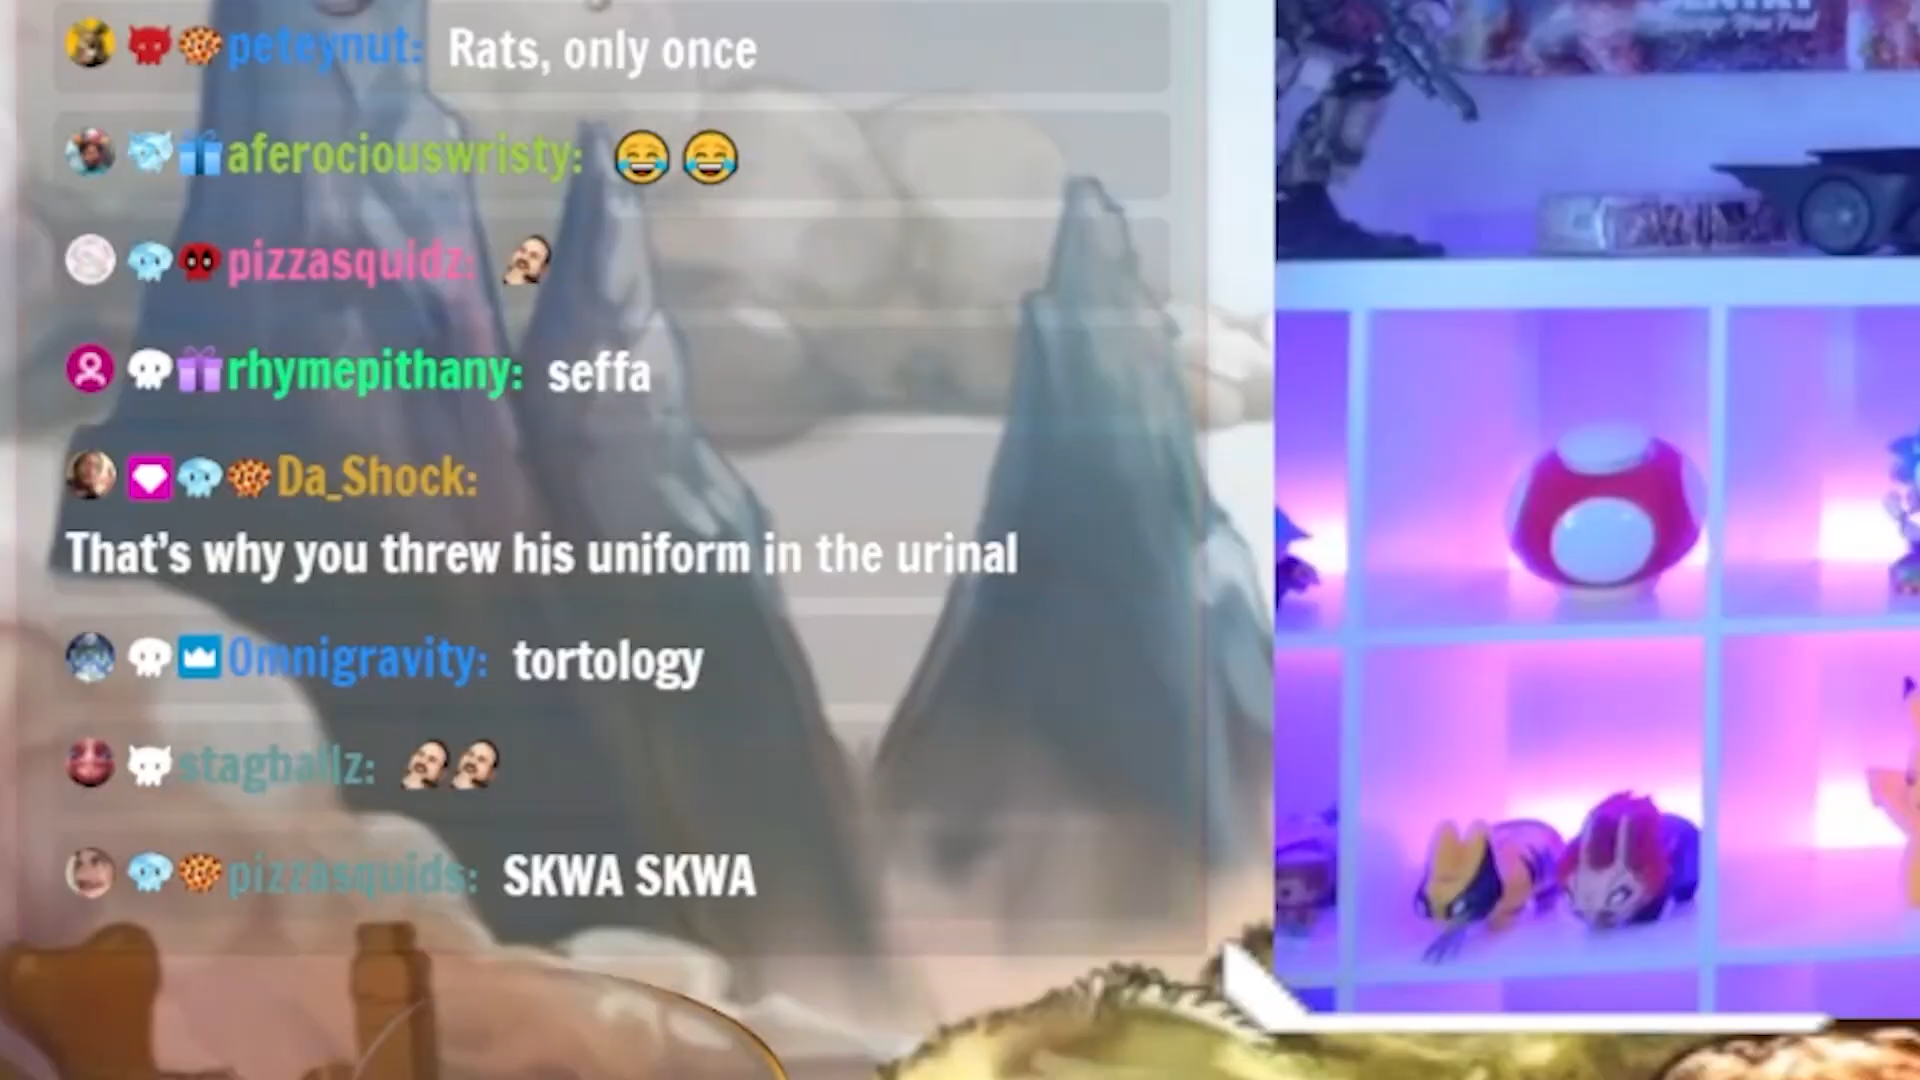 peteynut: Rats, only once
aferociouswristy: 😂 😂
pizzasquidz:
rhymepithany: seffa
Da_Shock:
That's why you threw his uniform in the urinal
0mnigravity: tortology
stagballz:
pizzasquids: SKWA SKWA